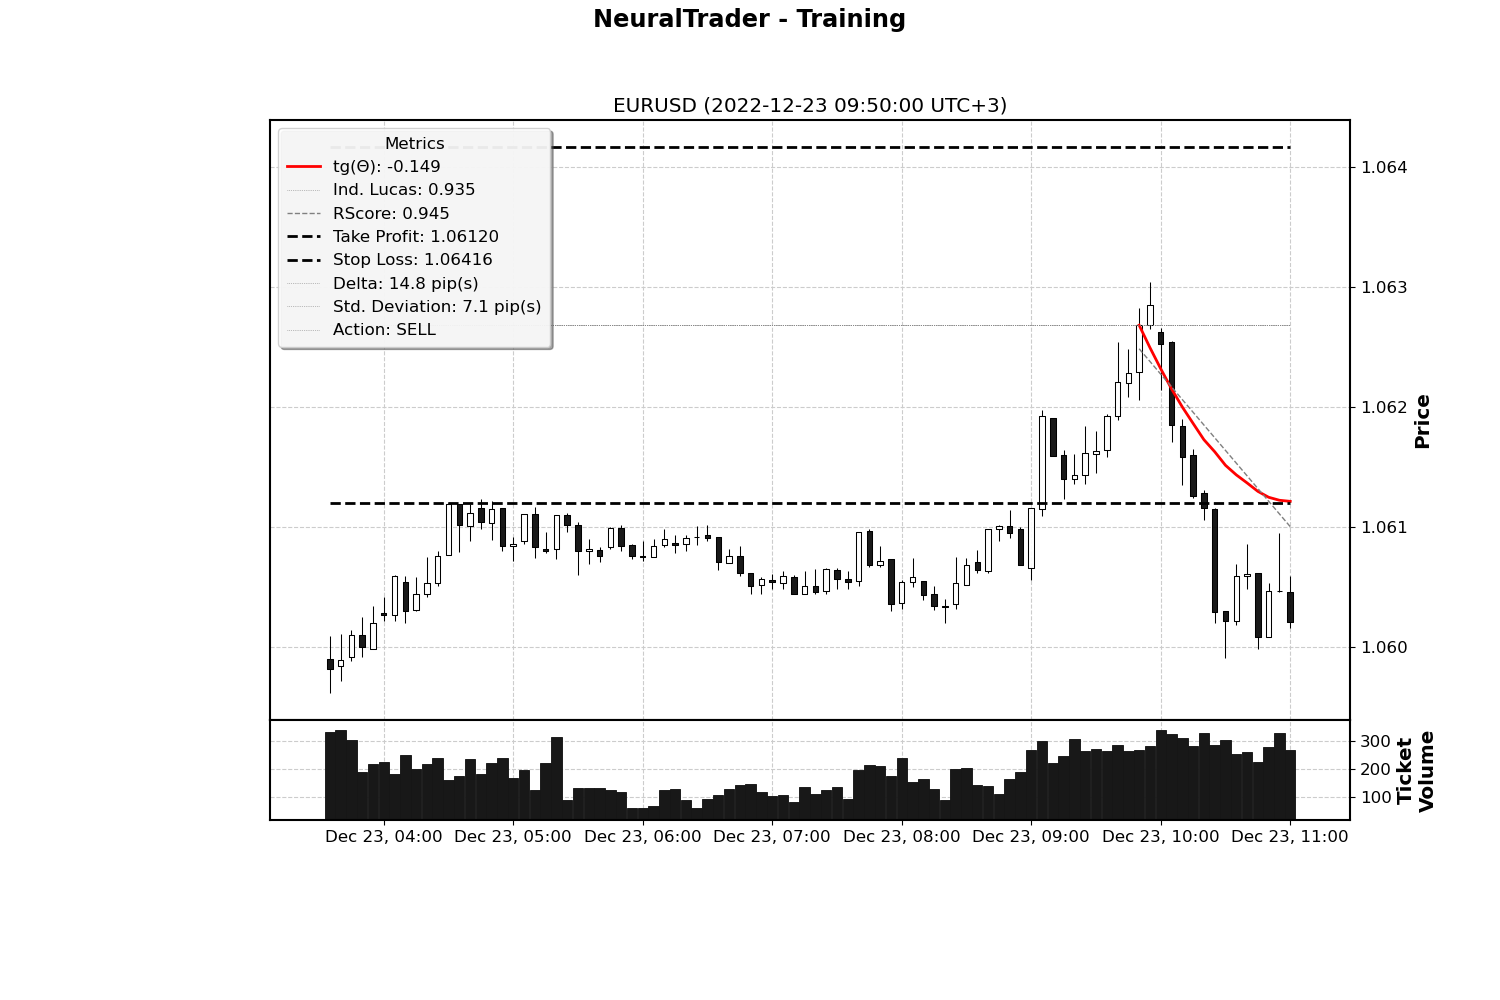 NeuralTrader - Training
EURUSD (2022-12-23 09:50:00 UTC+3)
Metrics
tg(Θ): -0.149
Ind. Lucas: 0.935
RScore: 0.945
Take Profit: 1.06120
Stop Loss: 1.06416
Delta: 14.8 pip(s)
Std. Deviation: 7.1 pip(s)
Action: SELL
1.064
1.063
1.062
1.061
1.060
Price
300
200
100
Ticket
Volume
Dec 23, 04:00 Dec 23, 05:00 Dec 23, 06:00 Dec 23, 07:00 Dec 23, 08:00 Dec 23, 09:00 Dec 23, 10:00 Dec 23, 11:00